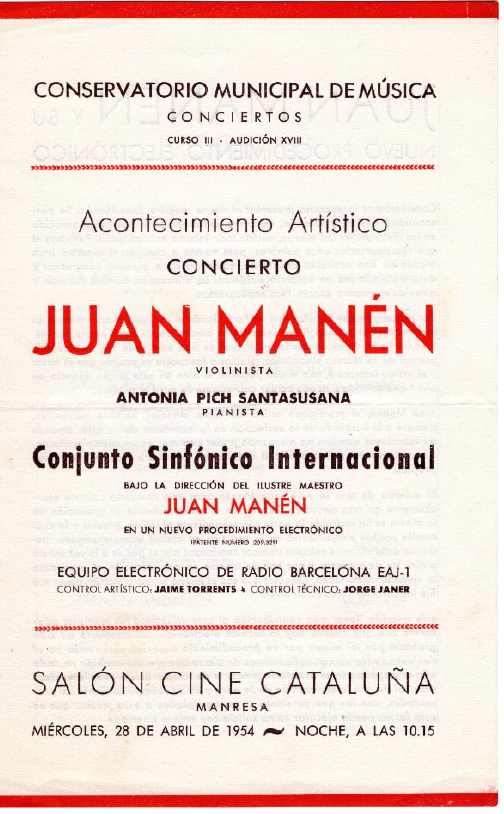 CONSERVATORIO MUNICIPAL DE MÚSICA
CONCIERTOS
CURSO III - AUDICIÓN XVIII
Acontecimiento Artístico
CONCIERTO
JUAN MANÉN
VIOLINISTA
ANTONIA PICH SANTASUSANA
PIANISTA
Conjunto Sinfónico Internacional
BAJO LA DIRECCIÓN DEL ILUSTRE MAESTRO
JUAN MANÉN
EN UN NUEVO PROCEDIMIENTO ELECTRÓNICO
(PATENTE NÚMERO
EQUIPO ELECTRÓNICO DE RADIO BARCELONA EAJ-1
CONTROL ARTÍSTICO: JAIME TORRENTS CONTROL TÉCNICO: JORGE JANER
SALÓN CINE CATALUÑA
MANRESA
MIÉRCOLES, 28 DE ABRIL DE 1954 ~ NOCHE, A LAS 10.15